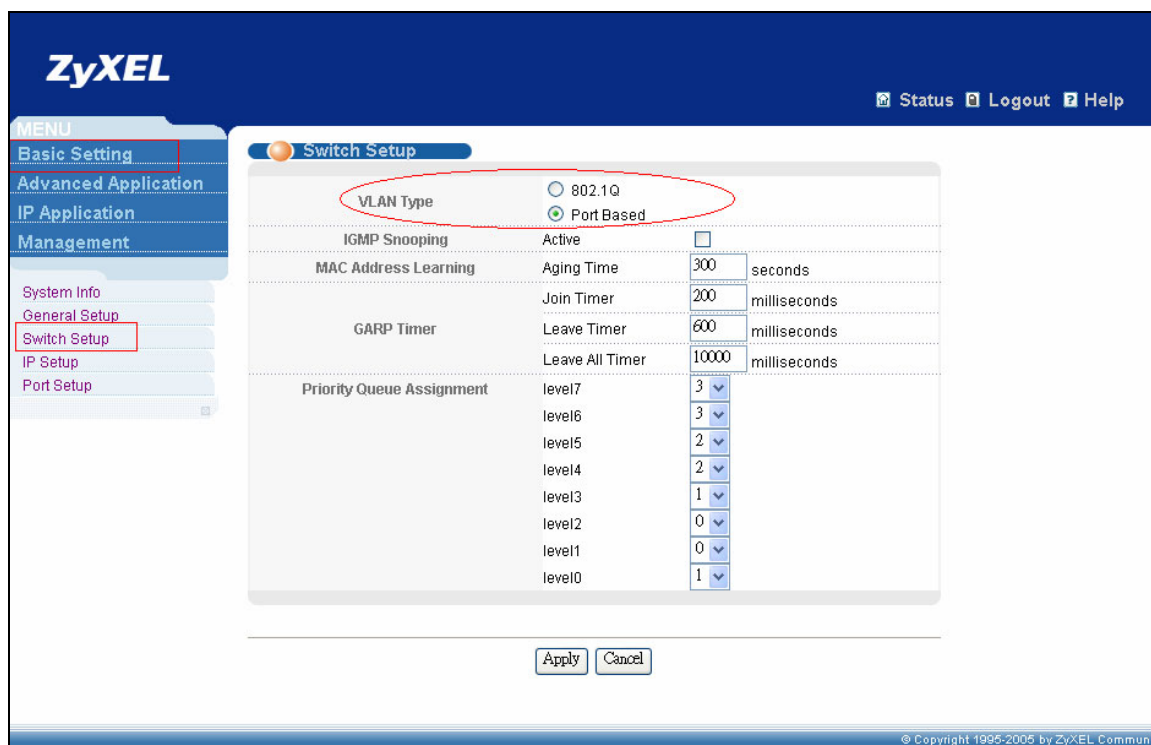 ZyXEL
Status Logout Help
MENU
Basic Setting
Advanced Application
IP Application
Management
System Info
General Setup
Switch Setup
IP Setup
Port Setup
Switch Setup
VLAN Type 802.1Q
Port Based
IGMP Snooping Active
MAC Address Learning Aging Time 300 seconds
GARP Timer Join Timer 200 milliseconds
Leave Timer 600 milliseconds
Leave All Timer 10000 milliseconds
Priority Queue Assignment level7 3
level6 3
level5 2
level4 2
level3 1
level2 0
level1 0
level0 1
Apply Cancel
© Copyright 1995-2005 by ZyXEL Commun